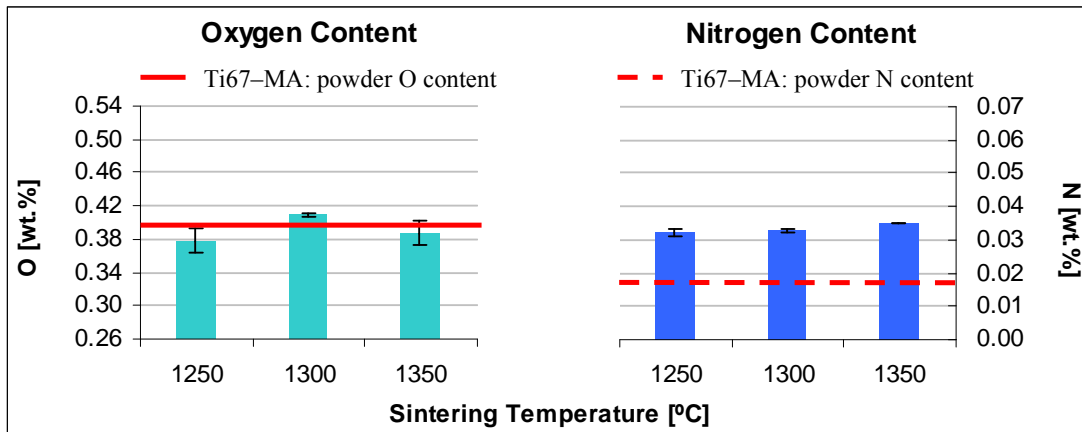 Oxygen Content
Ti67–MA: powder O content
O [wt.%]
0.54
0.50
0.46
0.42
0.38
0.34
0.30
0.26
1250 1300 1350
Nitrogen Content
Ti67–MA: powder N content
0.07
0.06
0.05
0.04
0.03
0.02
0.01
0.00
N [wt.%]
1250 1300 1350
Sintering Temperature [ºC]